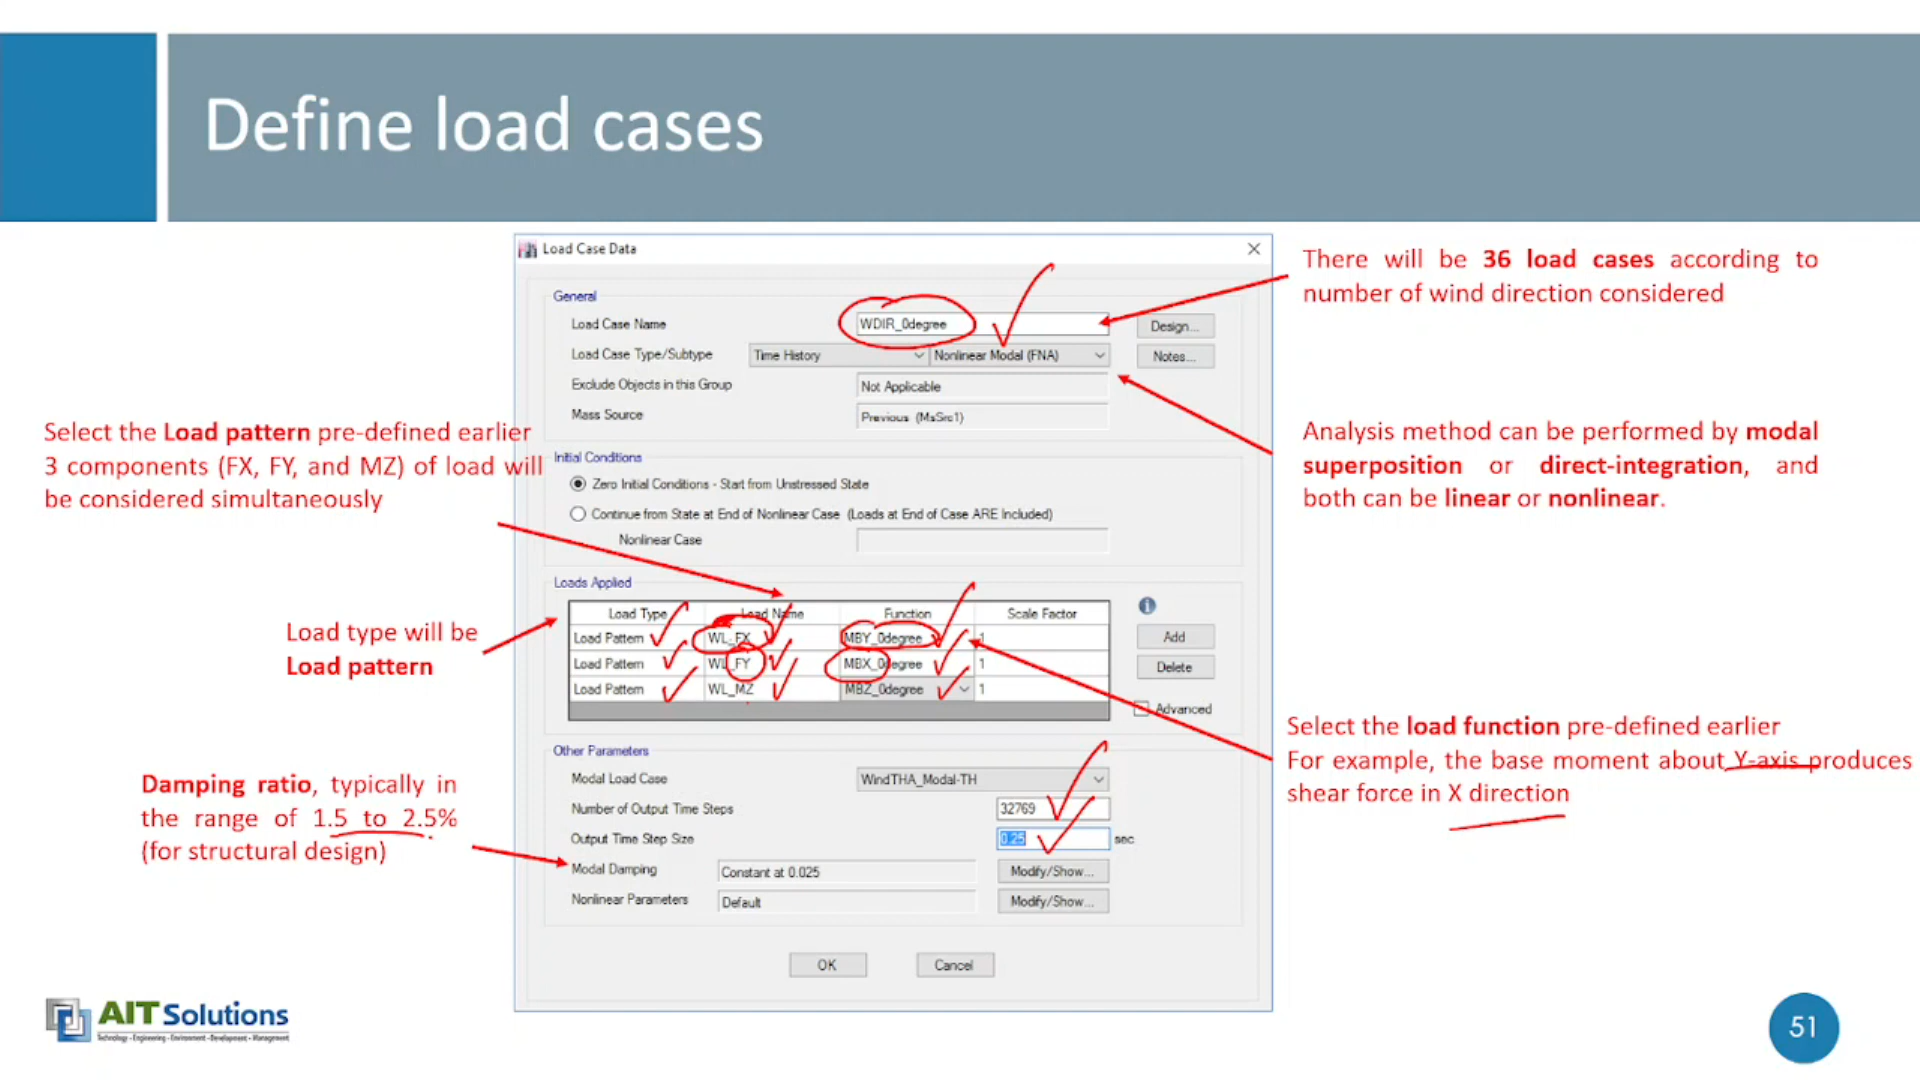 Define load cases
Load Case Data
General
Load Case Name
WDIR_0degree
Design...
Load Case Type/Subtype
Time History
Nonlinear Modal (FNA)
Notes...
Exclude Objects in this Group
Not Applicable
Mass Source
Previous (MsSrc1)
Initial Conditions
Zero Initial Conditions - Start from Unstressed State
Continue from State at End of Nonlinear Case (Loads at End of Case ARE Included)
Nonlinear Case
Loads Applied
Load Type Load Name Function Scale Factor
Load Pattern WL_FX MBY_0degree 1
Load Pattern WL_FY MBX_0degree 1
Load Pattern WL_MZ MBZ_0degree 1
Add
Delete
Advanced
Other Parameters
Modal Load Case
WindTHA_Modal-TH
Number of Output Time Steps
32769
Output Time Step Size
0.25 sec
Modal Damping
Constant at 0.025
Modify/Show...
Nonlinear Parameters
Default
Modify/Show...
OK
Cancel
There will be 36 load cases according to
number of wind direction considered
Analysis method can be performed by modal
superposition or direct-integration, and
both can be linear or nonlinear.
Select the Load pattern pre-defined earlier
3 components (FX, FY, and MZ) of load will
be considered simultaneously
Load type will be
Load pattern
Select the load function pre-defined earlier
For example, the base moment about Y-axis produces
shear force in X direction
Damping ratio, typically in
the range of 1.5 to 2.5%
(for structural design)
AIT Solutions
Technology - Engineering - Environment - Development - Management
51